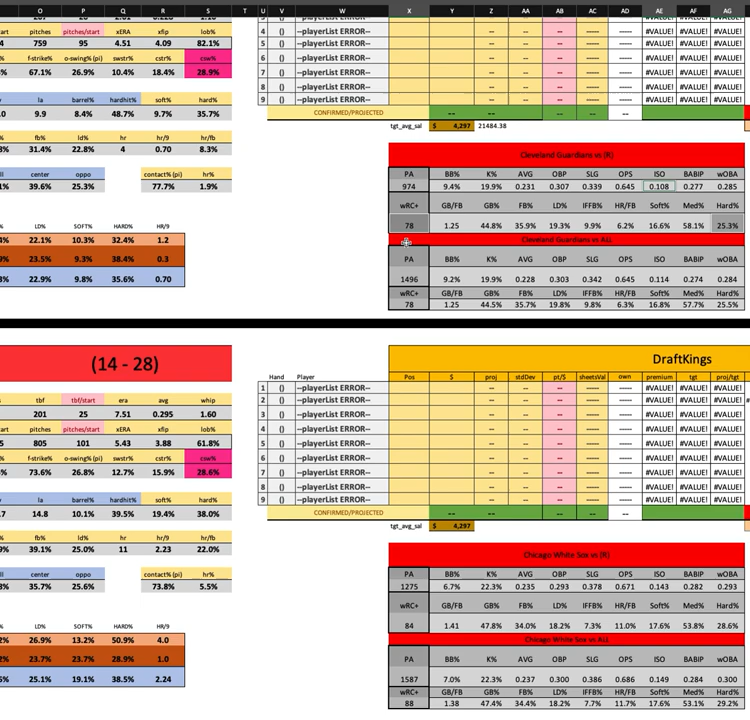 O P Q R S T U V W X Y Z AA AB AC AD AE AF AG
4 () --playerList ERROR-- -- -- ----- ----- #VALUE! #VALUE! #VALUE!
5 () --playerList ERROR-- -- -- ----- ----- #VALUE! #VALUE! #VALUE!
6 () --playerList ERROR-- -- -- ----- ----- #VALUE! #VALUE! #VALUE!
7 () --playerList ERROR-- -- -- ----- ----- #VALUE! #VALUE! #VALUE!
8 () --playerList ERROR-- -- -- ----- ----- #VALUE! #VALUE! #VALUE!
9 () --playerList ERROR-- -- -- ----- ----- #VALUE! #VALUE! #VALUE!
CONFIRMED/PROJECTED -- -- -- -- --
tgt_avg_sal $ 4,297 21484.38
pitches pitches/start xERA xfip lob%
759 95 4.51 4.09 82.1%
f-strike% o-swing% (pi) swstr% cstr% csw%
67.1% 26.9% 10.4% 18.4% 28.9%
la barrel% hardhit% soft% hard%
9.9 8.4% 48.7% 9.7% 35.7%
fb% ld% hr hr/9 hr/fb
31.4% 22.8% 4 0.70 8.3%
center oppo contact% (pi) hr%
39.6% 25.3% 77.7% 1.9%
LD% SOFT% HARD% HR/9
22.1% 10.3% 32.4% 1.2
23.5% 9.3% 38.4% 0.3
22.9% 9.8% 35.6% 0.70
Cleveland Guardians vs (R)
PA BB% K% AVG OBP SLG OPS ISO BABIP wOBA
974 9.4% 19.9% 0.231 0.307 0.339 0.645 0.108 0.277 0.285
wRC+ GB/FB GB% FB% LD% IFFB% HR/FB Soft% Med% Hard%
78 1.25 44.8% 35.9% 19.3% 9.9% 6.2% 16.6% 58.1% 25.3%
Cleveland Guardians vs ALL
PA BB% K% AVG OBP SLG OPS ISO BABIP wOBA
1496 9.2% 19.9% 0.228 0.303 0.342 0.645 0.114 0.274 0.284
wRC+ GB/FB GB% FB% LD% IFFB% HR/FB Soft% Med% Hard%
78 1.25 44.5% 35.7% 19.8% 9.8% 6.3% 16.8% 57.7% 25.5%
(14 - 28)
tbf tbf/start era avg whip
201 25 7.51 0.295 1.60
pitches pitches/start xERA xfip lob%
805 101 5.43 3.88 61.8%
f-strike% o-swing% (pi) swstr% cstr% csw%
73.6% 26.8% 12.7% 15.9% 28.6%
la barrel% hardhit% soft% hard%
14.8 10.1% 39.5% 19.4% 38.0%
fb% ld% hr hr/9 hr/fb
39.1% 25.0% 11 2.23 22.0%
center oppo contact% (pi) hr%
35.7% 25.6% 73.8% 5.5%
LD% SOFT% HARD% HR/9
26.9% 13.2% 50.9% 4.0
23.7% 23.7% 28.9% 1.0
25.1% 19.1% 38.5% 2.24
DraftKings
Hand Player Pos $ proj stdDev pt/$ sheetsVal own premium tgt proj/tgt
1 () --playerList ERROR-- -- -- ----- ----- #VALUE! #VALUE! #VALUE!
2 () --playerList ERROR-- -- -- ----- ----- #VALUE! #VALUE! #VALUE!
3 () --playerList ERROR-- -- -- ----- ----- #VALUE! #VALUE! #VALUE!
4 () --playerList ERROR-- -- -- ----- ----- #VALUE! #VALUE! #VALUE!
5 () --playerList ERROR-- -- -- ----- ----- #VALUE! #VALUE! #VALUE!
6 () --playerList ERROR-- -- -- ----- ----- #VALUE! #VALUE! #VALUE!
7 () --playerList ERROR-- -- -- ----- ----- #VALUE! #VALUE! #VALUE!
8 () --playerList ERROR-- -- -- ----- ----- #VALUE! #VALUE! #VALUE!
9 () --playerList ERROR-- -- -- ----- ----- #VALUE! #VALUE! #VALUE!
CONFIRMED/PROJECTED -- -- -- -- --
tgt_avg_sal $ 4,297
Chicago White Sox vs (R)
PA BB% K% AVG OBP SLG OPS ISO BABIP wOBA
1275 6.7% 22.3% 0.235 0.293 0.378 0.671 0.143 0.282 0.293
wRC+ GB/FB GB% FB% LD% IFFB% HR/FB Soft% Med% Hard%
84 1.41 47.8% 34.0% 18.2% 7.3% 11.0% 17.6% 53.8% 28.6%
Chicago White Sox vs ALL
PA BB% K% AVG OBP SLG OPS ISO BABIP wOBA
1587 7.0% 22.3% 0.237 0.300 0.386 0.686 0.149 0.284 0.300
wRC+ GB/FB GB% FB% LD% IFFB% HR/FB Soft% Med% Hard%
88 1.38 47.4% 34.4% 18.2% 7.7% 11.7% 17.6% 53.1% 29.2%